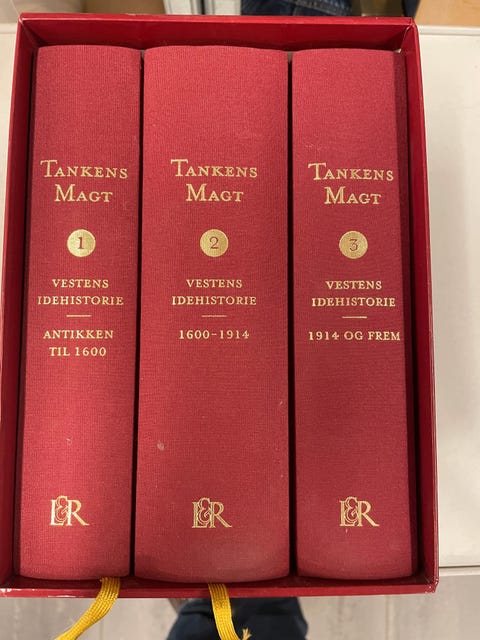 TANKENS
MAGT
1
VESTENS
IDEHISTORIE
ANTIKKEN
TIL 1600
L&R
TANKENS
MAGT
2
VESTENS
IDEHISTORIE
1600–1914
L&R
TANKENS
MAGT
3
VESTENS
IDEHISTORIE
1914 OG FREM
L&R